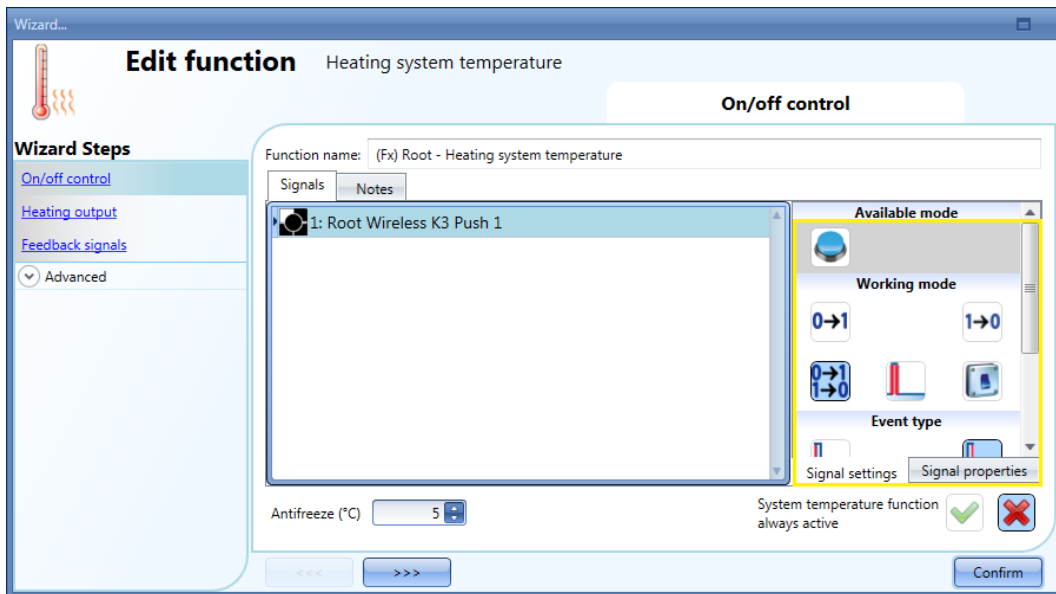 Wizard...
Edit function Heating system temperature
On/off control
Wizard Steps
On/off control
Heating output
Feedback signals
Advanced
Function name: (Fx) Root - Heating system temperature
Signals Notes
1: Root Wireless K3 Push 1
Available mode
Working mode
0→1 1→0
0→1
1→0
Event type
Signal settings Signal properties
Antifreeze (°C) 5
System temperature function
always active
<<< >>> Confirm